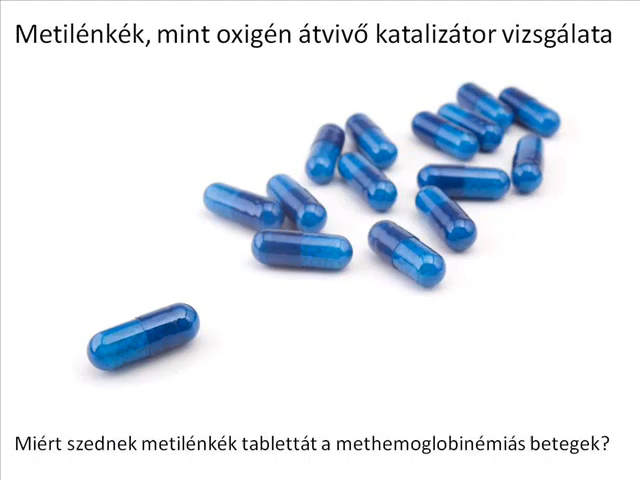 Metilénkék, mint oxigén átvivő katalizátor vizsgálata
Miért szednek metilénkék tablettát a methemoglobinémiás betegek?